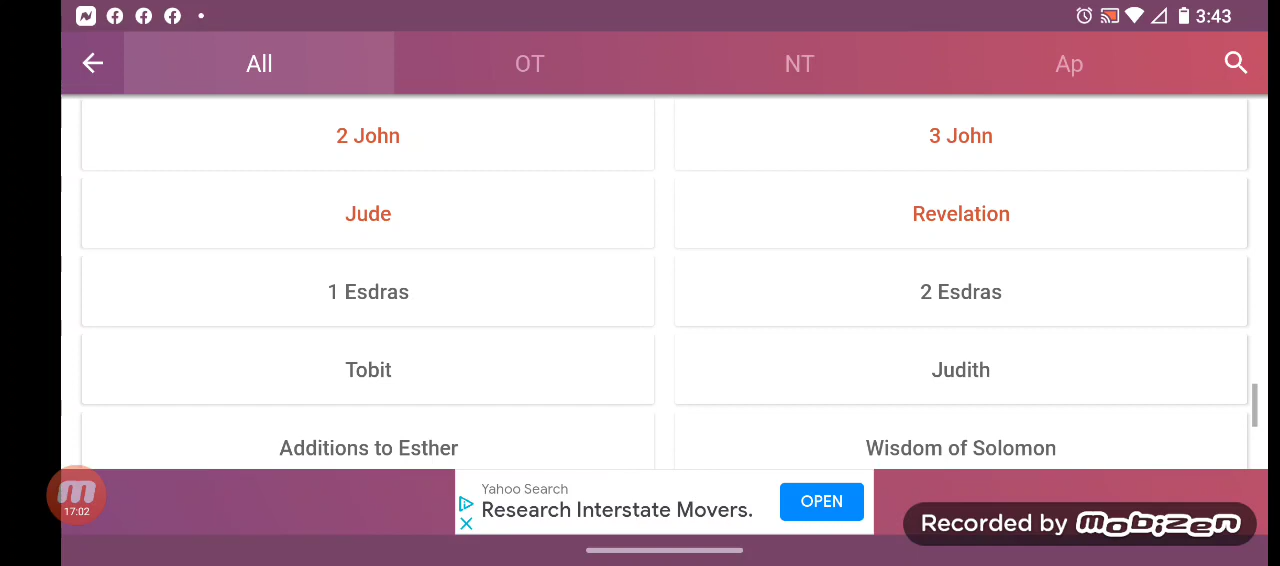 3:43
All OT NT Ap
2 John 3 John
Jude Revelation
1 Esdras 2 Esdras
Tobit Judith
Additions to Esther Wisdom of Solomon
17:02
Yahoo Search
Research Interstate Movers.
OPEN
Recorded by mobizen